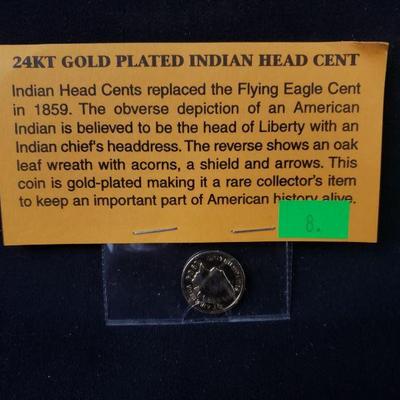 24KT GOLD PLATED INDIAN HEAD CENT
Indian Head Cents replaced the Flying Eagle Cent
in 1859. The obverse depiction of an American
Indian is believed to be the head of Liberty with an
Indian chief's headdress. The reverse shows an oak
leaf wreath with acorns, a shield and arrows. This
coin is gold-plated making it a rare collector's item
to keep an important part of American history alive.
8.